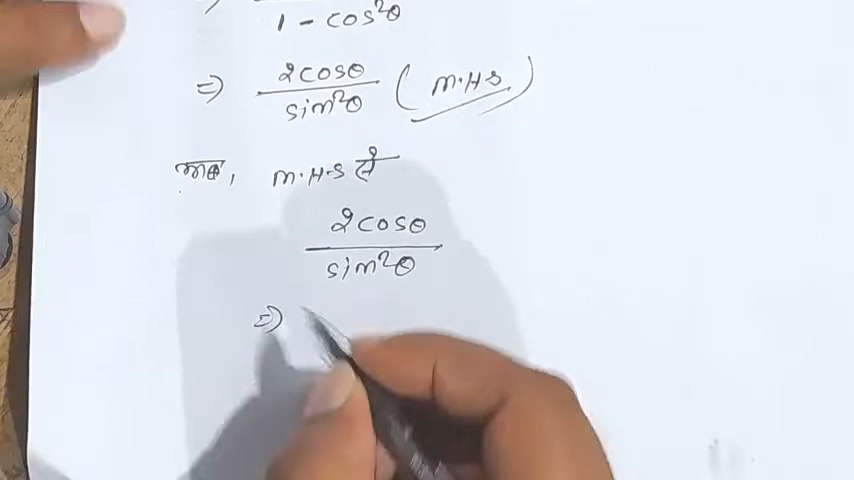 1 - cos²θ
=) 2cosθ
sin²θ (M.H.S)
अब, M.H.S से
2cosθ
sin²θ
=)